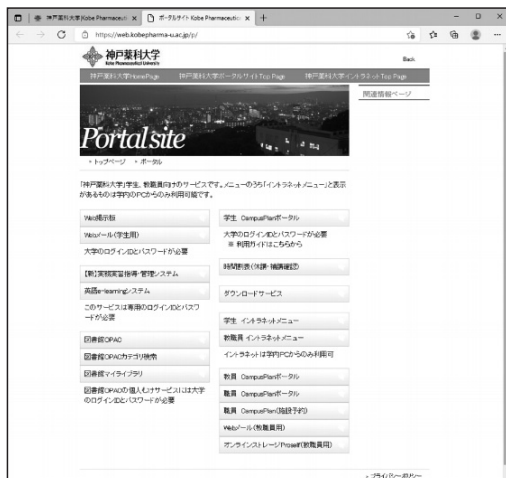 神戸薬科大学(Kobe Pharmaceutic
ポータルサイト Kobe Pharmaceutic
https://web.kobepharma-u.ac.jp/p/
神戸薬科大学
Kobe Pharmaceutical University
Back
神戸薬科大学HomePage
神戸薬科大学ポータルサイトTop Page
神戸薬科大学イントラネットTop Page
関連情報ページ
Portal site
トップページ
ポータル
「神戸薬科大学」学生、教職員向けのサービスです。メニューのうち「イントラネットメニュー」と表示
があるものは学内のPCからのみ利用可能です。
Web掲示板
Webメール(学生用)
大学のログインIDとパスワードが必要
【新】実務実習指導・管理システム
英語e-learningシステム
このサービスは専用のログインIDとパスワ
ードが必要
図書館OPAC
図書館OPACカテゴリ検索
図書館マイライブラリ
図書館OPACの個人むけサービスには大学
のログインIDとパスワードが必要
学生 CampusPlanポータル
大学のログインIDとパスワードが必要
※ 利用ガイドはこちらから
時間割表(休講・補講確認)
ダウンロードサービス
学生 イントラネットメニュー
教職員 イントラネットメニュー
イントラネットは学内PCからのみ利用可
教員 CampusPlanポータル
職員 CampusPlanポータル
職員 CampusPlan(施設予約)
Webメール(教職員用)
オンラインストレージProself(教職員用)
プライバシーポリシー